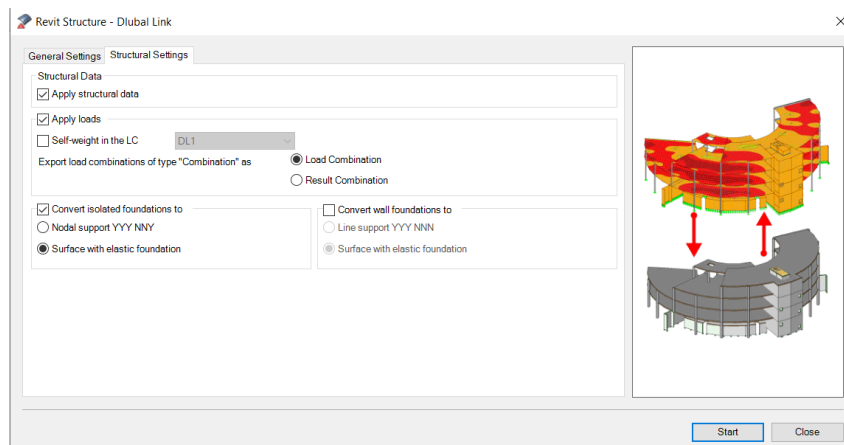 Revit Structure - Dlubal Link
General Settings
Structural Settings
Structural Data
Apply structural data
Apply loads
Self-weight in the LC
DL1
Export load combinations of type "Combination" as
Load Combination
Result Combination
Convert isolated foundations to
Nodal support YYY NNY
Surface with elastic foundation
Convert wall foundations to
Line support YYY NNN
Surface with elastic foundation
Start
Close